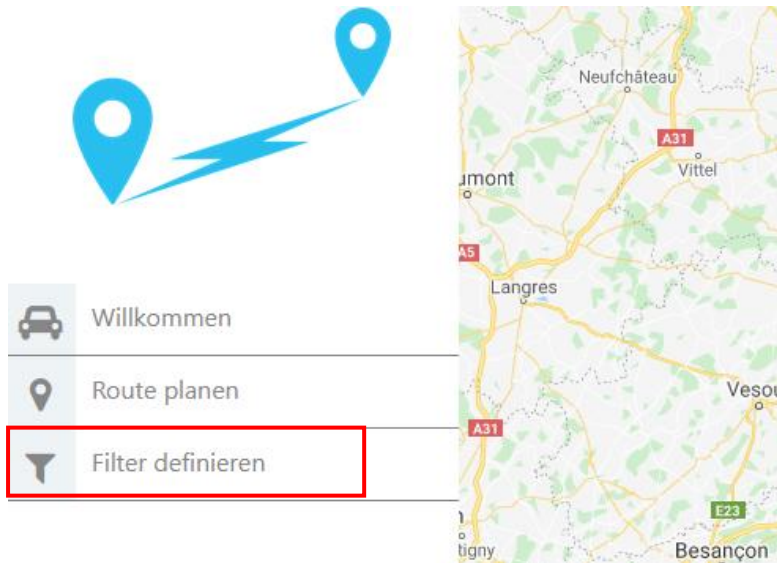 Willkommen
Route planen
Filter definieren
Neufchâteau
A31
Vittel
umont
A5
Langres
Vesou
A31
E23
tigny
Besançon